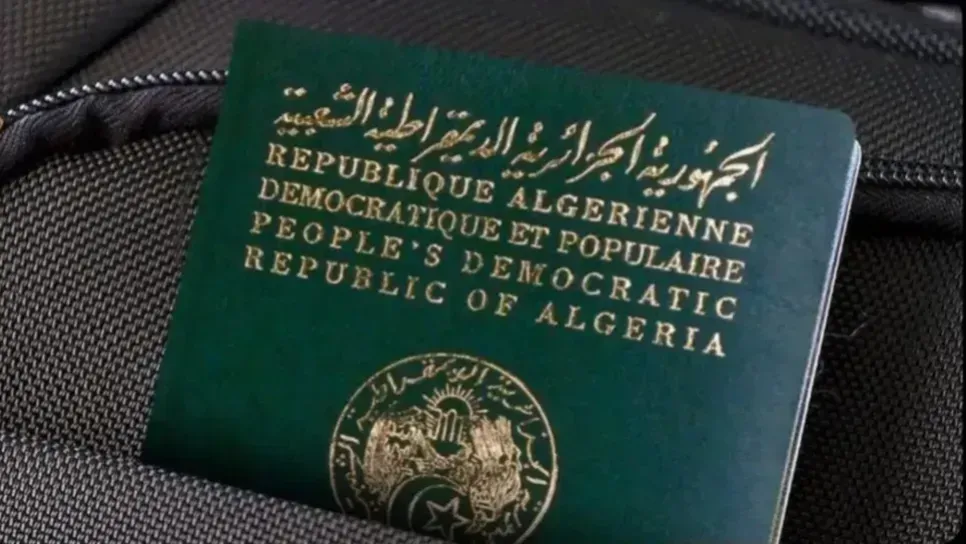 الجمهورية الجزائرية الديمقراطية الشعبية
REPUBLIQUE ALGERIENNE
DEMOCRATIQUE ET POPULAIRE
PEOPLE'S DEMOCRATIC
REPUBLIC OF ALGERIA